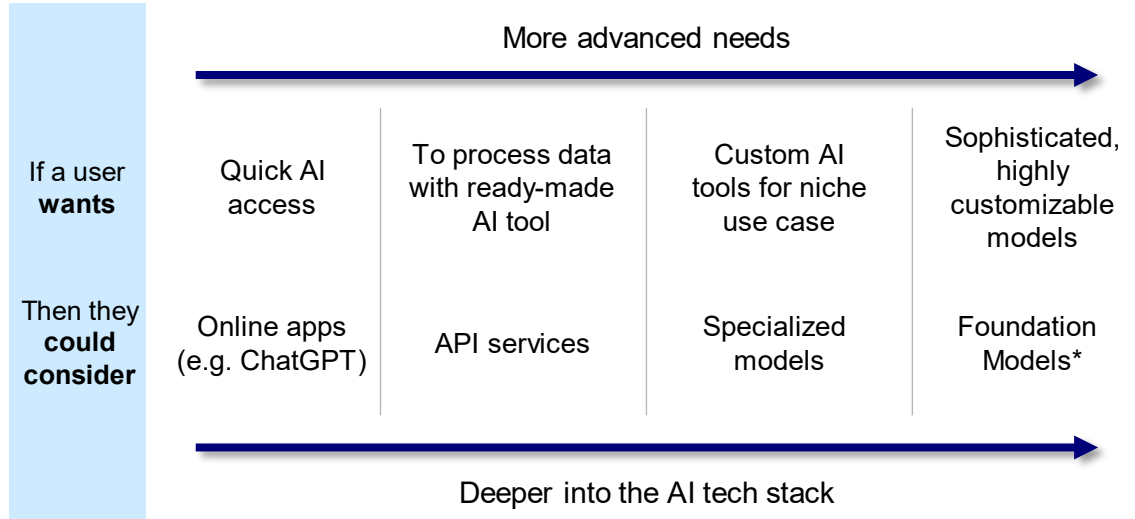 More advanced needs
If a user
wants
Quick AI
access
To process data
with ready-made
AI tool
Custom AI
tools for niche
use case
Sophisticated,
highly
customizable
models
Then they
could
consider
Online apps
(e.g. ChatGPT)
API services
Specialized
models
Foundation
Models*
Deeper into the AI tech stack